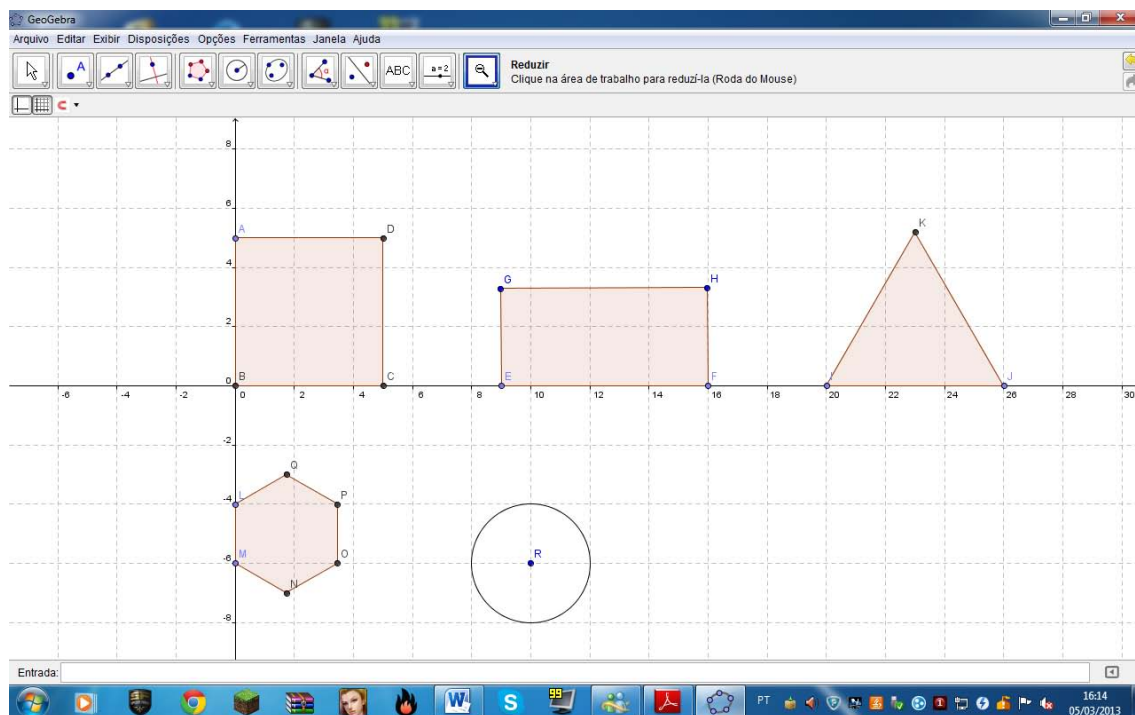 GeoGebra
Arquivo Editar Exibir Disposições Opções Ferramentas Janela Ajuda
A ABC a=2 Reduzir
Clique na área de trabalho para reduzí-la (Roda do Mouse)
8
6
A D K
4
G H
2
0 B C E F I J
-6 -4 -2 0 2 4 6 8 10 12 14 16 18 20 22 24 26 28 30
-2
Q
-4 L P
-6 M O R
N
-8
Entrada:
W S 99 PT 16:14
05/03/2013